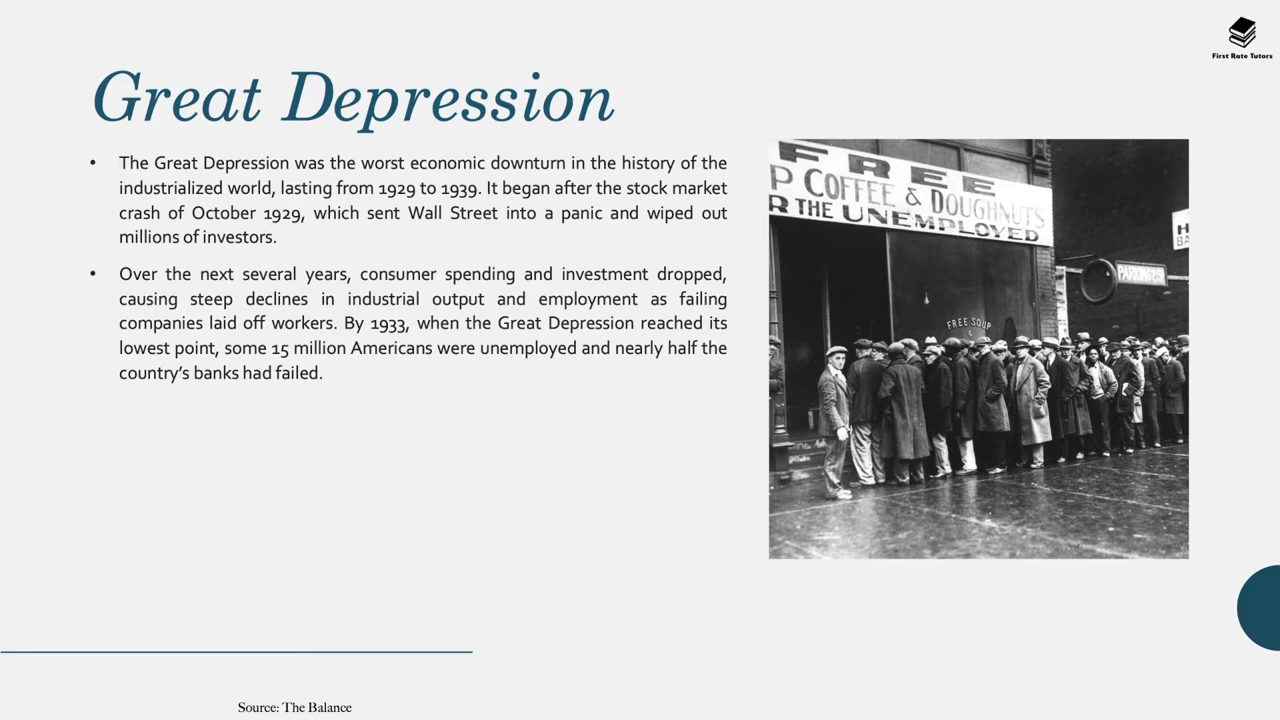 First Rate Tutors
Great Depression
• The Great Depression was the worst economic downturn in the history of the
industrialized world, lasting from 1929 to 1939. It began after the stock market
crash of October 1929, which sent Wall Street into a panic and wiped out
millions of investors.
• Over the next several years, consumer spending and investment dropped,
causing steep declines in industrial output and employment as failing
companies laid off workers. By 1933, when the Great Depression reached its
lowest point, some 15 million Americans were unemployed and nearly half the
country's banks had failed.
FREE
P COFFEE & DOUGHNUTS
R THE UNEMPLOYED
FREE SOUP
H
BA
Source: The Balance